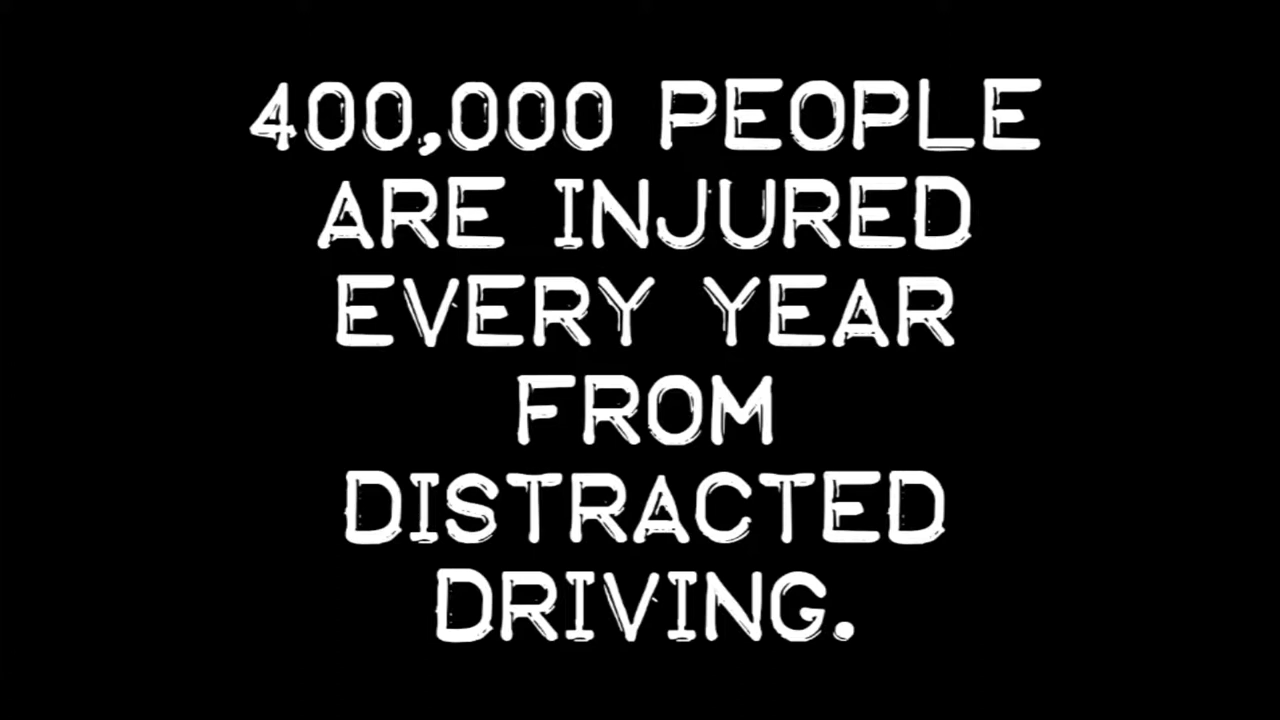 400,000 PEOPLE
ARE INJURED
EVERY YEAR
FROM
DISTRACTED
DRIVING.